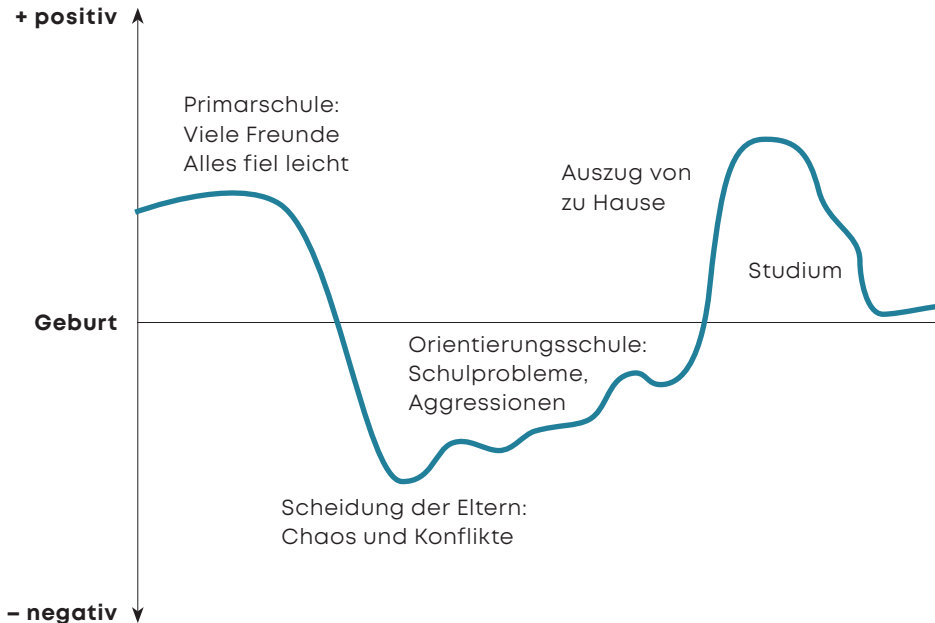 + positiv
Primarschule:
Viele Freunde
Alles fiel leicht
Auszug von
zu Hause
Studium
Geburt
Orientierungsschule:
Schulprobleme,
Aggressionen
Scheidung der Eltern:
Chaos und Konflikte
– negativ